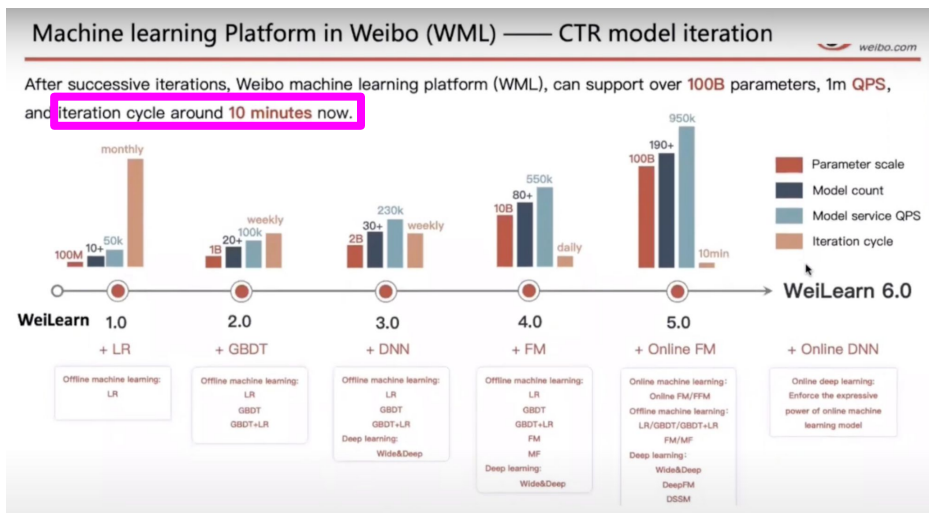 Machine learning Platform in Weibo (WML) —— CTR model iteration
weibo.com
After successive iterations, Weibo machine learning platform (WML), can support over 100B parameters, 1m QPS,
and iteration cycle around 10 minutes now.
monthly
100M 10+ 50k
weekly
1B 20+ 100k
2B 30+ 230k weekly
10B 80+ 550k daily
100B 190+ 950k 10min
Parameter scale
Model count
Model service QPS
Iteration cycle
WeiLearn 1.0 2.0 3.0 4.0 5.0 WeiLearn 6.0
+ LR + GBDT + DNN + FM + Online FM + Online DNN
Offline machine learning:
LR
Offline machine learning:
LR
GBDT
GBDT+LR
Offline machine learning:
LR
GBDT
GBDT+LR
Deep learning:
Wide&Deep
Offline machine learning:
LR
GBDT
GBDT+LR
FM
MF
Deep learning:
Wide&Deep
Online machine learning:
Online FM/FFM
Offline machine learning:
LR/GBDT/GBDT+LR
FM/MF
Deep learning:
Wide&Deep
DeepFM
DSSM
Online deep learning:
Enforce the expressive
power of online machine
learning model